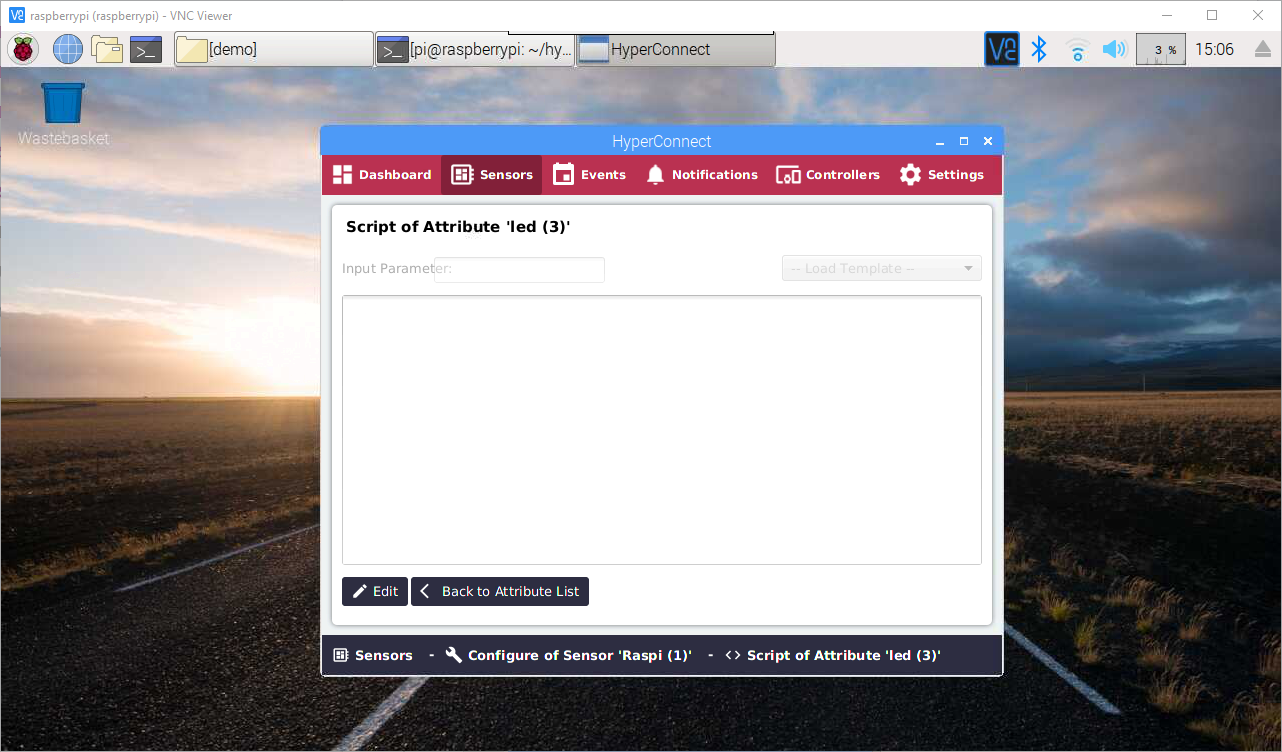 raspberrypi (raspberrypi) - VNC Viewer
[demo]
[pi@raspberrypi: ~/hy...
HyperConnect
3 %
15:06
Wastebasket
HyperConnect
Dashboard
Sensors
Events
Notifications
Controllers
Settings
Script of Attribute 'led (3)'
Input Parameter:
-- Load Template --
Edit
Back to Attribute List
Sensors - Configure of Sensor 'Raspi (1)' - <> Script of Attribute 'led (3)'